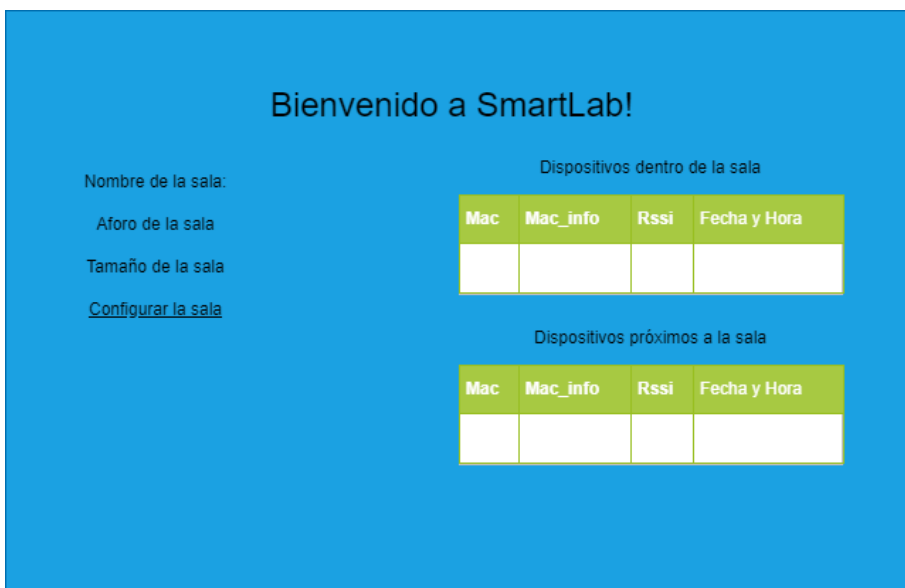 Bienvenido a SmartLab!
Nombre de la sala:
Aforo de la sala
Tamaño de la sala
Configurar la sala
Dispositivos dentro de la sala
Mac Mac_info Rssi Fecha y Hora
Dispositivos próximos a la sala
Mac Mac_info Rssi Fecha y Hora